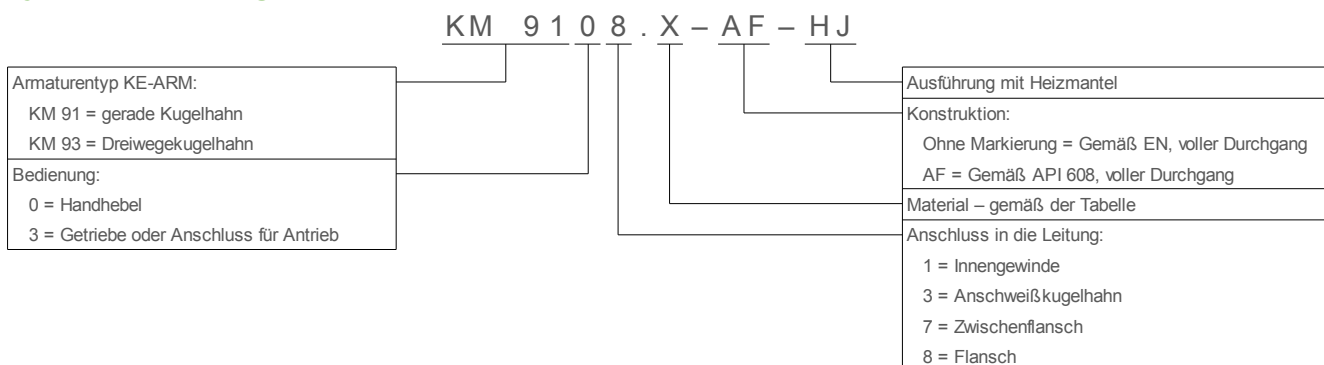 KM 9108.X–AF–HJ
Armaturentyp KE-ARM:
KM 91 = gerade Kugelhahn
KM 93 = Dreiwegekugelhahn
Bedienung:
0 = Handhebel
3 = Getriebe oder Anschluss für Antrieb
Ausführung mit Heizmantel
Konstruktion:
Ohne Markierung = Gemäß EN, voller Durchgang
AF = Gemäß API 608, voller Durchgang
Material – gemäß der Tabelle
Anschluss in die Leitung:
1 = Innengewinde
3 = Anschweißkugelhahn
7 = Zwischenflansch
8 = Flansch